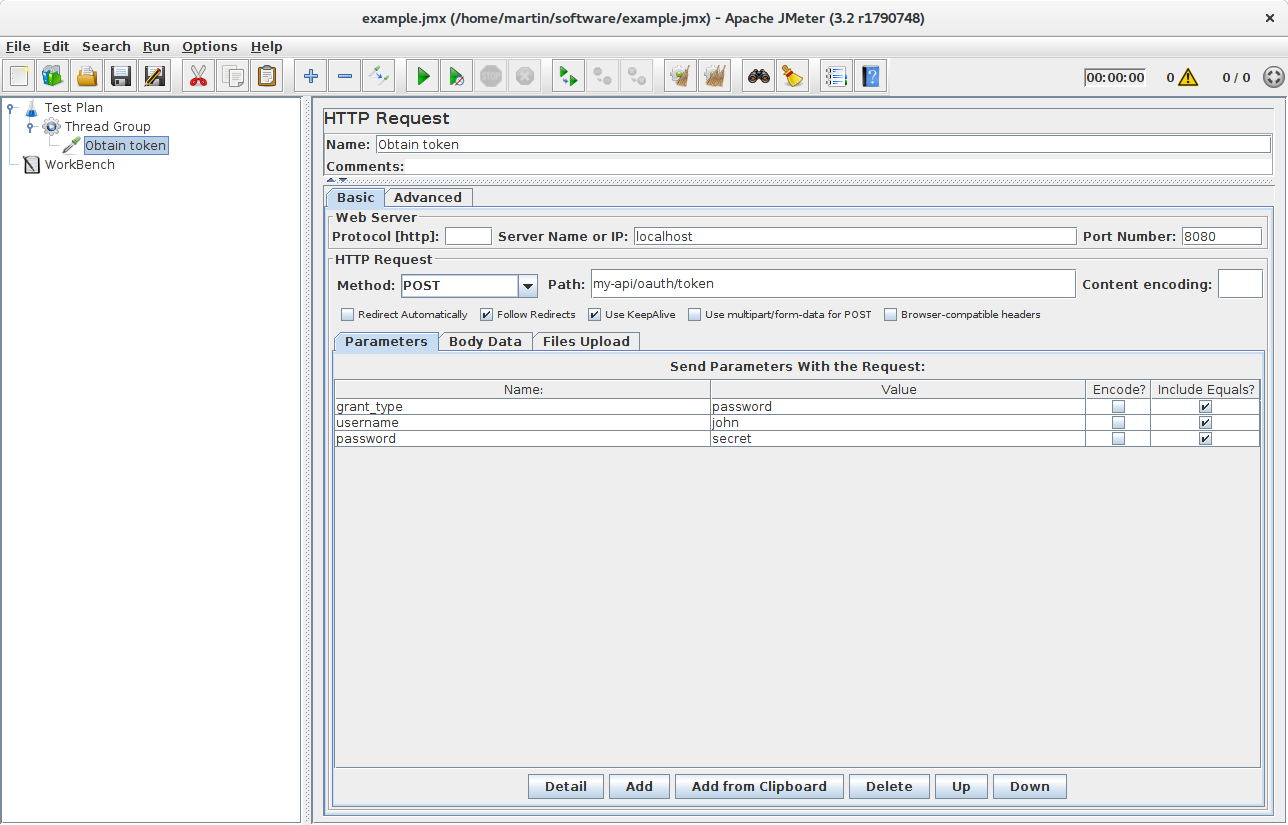 example.jmx (/home/martin/software/example.jmx) - Apache JMeter (3.2 r1790748)
File Edit Search Run Options Help
STOP 00:00:00 0 0 / 0
Test Plan
Thread Group
Obtain token
WorkBench
HTTP Request
Name: Obtain token
Comments:
Basic Advanced
Web Server
Protocol [http]: Server Name or IP: localhost Port Number: 8080
HTTP Request
Method: POST Path: my-api/oauth/token Content encoding:
Redirect Automatically Follow Redirects Use KeepAlive Use multipart/form-data for POST Browser-compatible headers
Parameters Body Data Files Upload
Send Parameters With the Request:
Name: Value Encode? Include Equals?
grant_type password
username john
password secret
Detail Add Add from Clipboard Delete Up Down